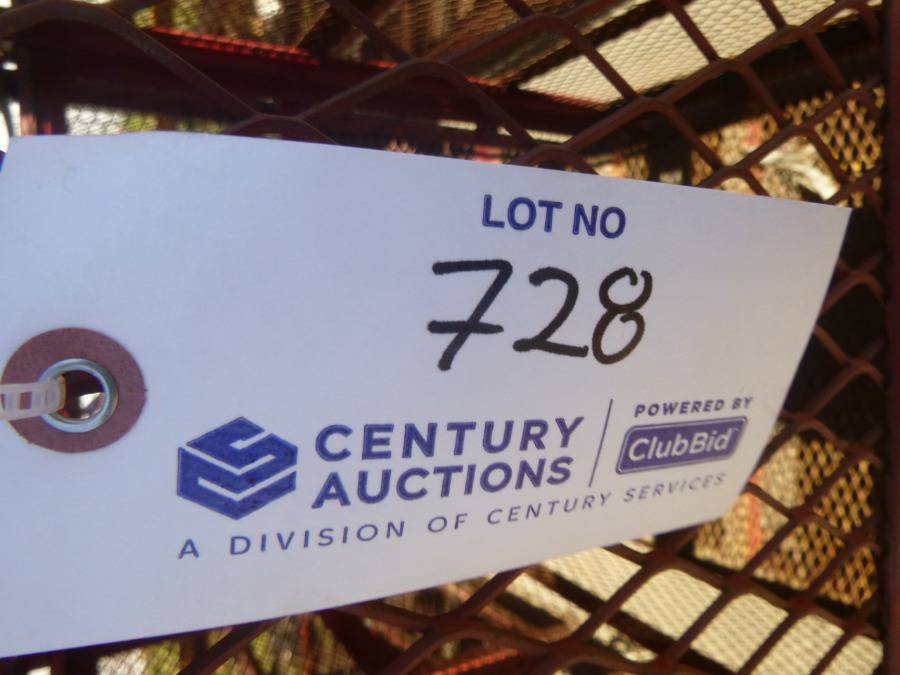 LOT NO
728
CENTURY
AUCTIONS
POWERED BY
ClubBid
A DIVISION OF CENTURY SERVICES